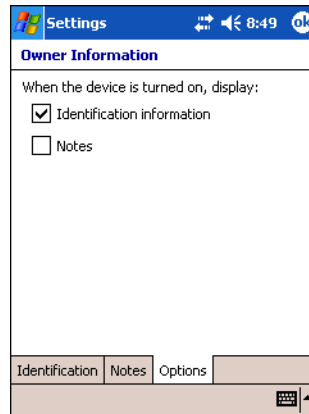 Settings 8:49 ok
Owner Information
When the device is turned on, display:
Identification information
Notes
Identification Notes Options